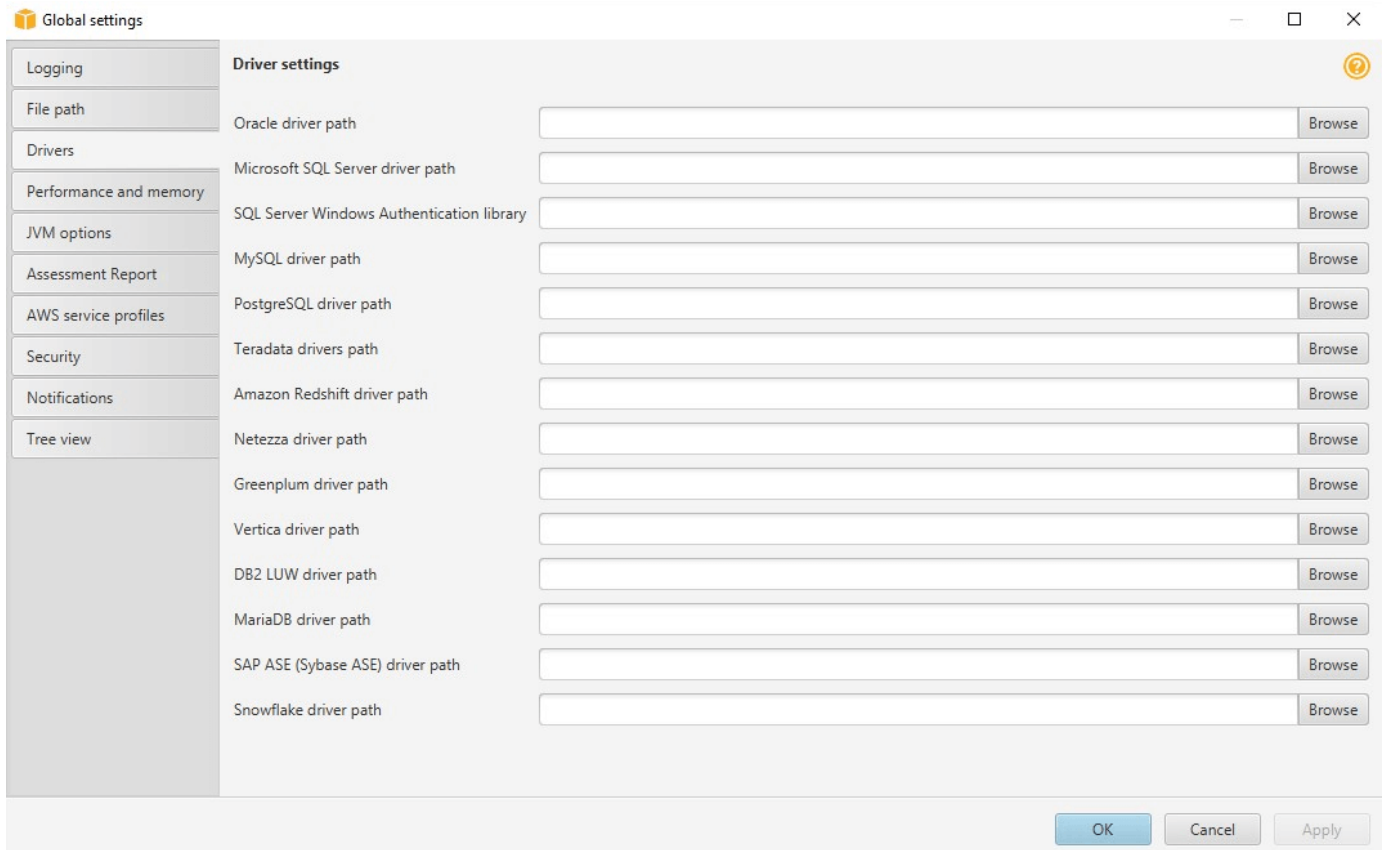 Global settings
Logging
File path
Drivers
Performance and memory
JVM options
Assessment Report
AWS service profiles
Security
Notifications
Tree view
Driver settings
Oracle driver path Browse
Microsoft SQL Server driver path Browse
SQL Server Windows Authentication library Browse
MySQL driver path Browse
PostgreSQL driver path Browse
Teradata drivers path Browse
Amazon Redshift driver path Browse
Netezza driver path Browse
Greenplum driver path Browse
Vertica driver path Browse
DB2 LUW driver path Browse
MariaDB driver path Browse
SAP ASE (Sybase ASE) driver path Browse
Snowflake driver path Browse
OK Cancel Apply